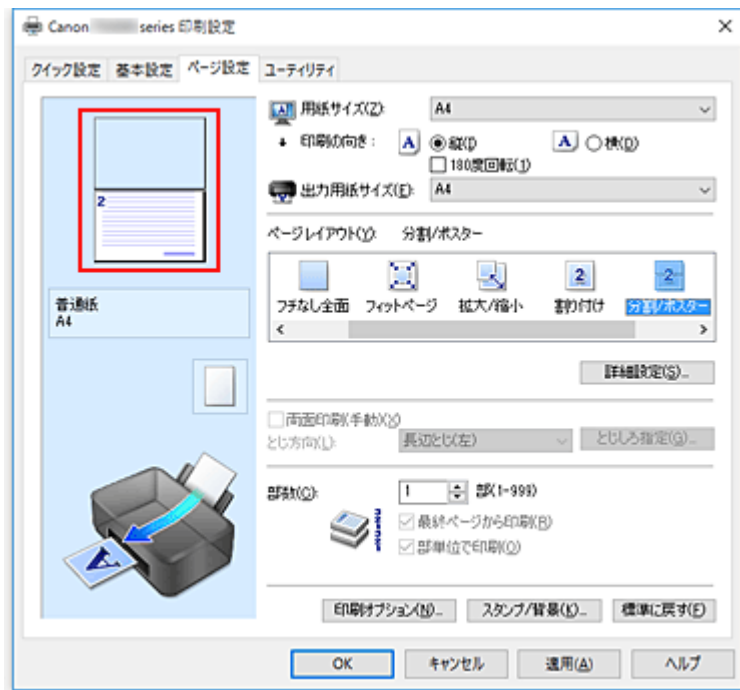 Canon series 印刷設定
クイック設定 基本設定 ページ設定 ユーティリティ
2
普通紙
A4
用紙サイズ(Z): A4
印刷の向き: A 縦(I) A 横(D)
180度回転(1)
出力用紙サイズ(E): A4
ページレイアウト(Y): 分割/ポスター
2 2
フチなし全面 フィットページ 拡大/縮小 割り付け 分割/ポスター
詳細設定(S)...
両面印刷(手動)(X)
とじ方向(L): 長辺とじ(左) とじしろ指定(G)...
部数(C): 1 部(1-999)
最終ページから印刷(R)
部単位で印刷(O)
A
印刷オプション(N)... スタンプ/背景(K)... 標準に戻す(F)
OK キャンセル 適用(A) ヘルプ